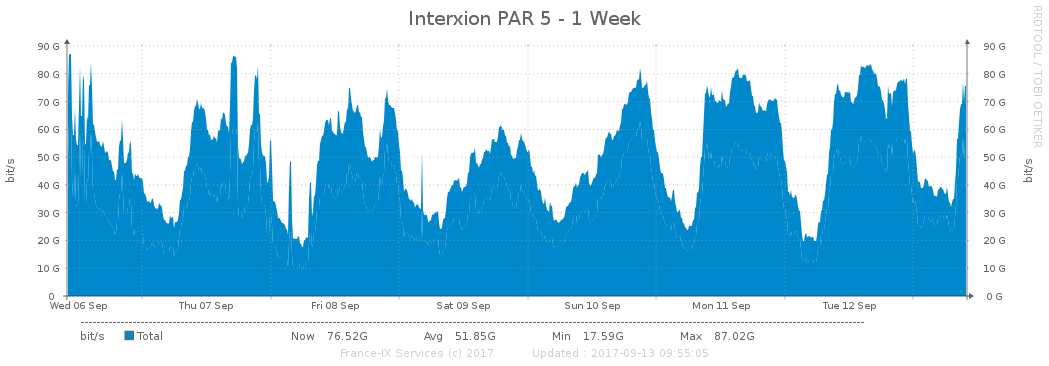 Interxion PAR 5 - 1 Week
RRDTOOL / TOBI OETIKER
90 G 90 G
80 G 80 G
70 G 70 G
60 G 60 G
50 G 50 G
40 G 40 G
30 G 30 G
20 G 20 G
10 G 10 G
0 0 G
bit/s
bit/s
Wed 06 Sep Thu 07 Sep Fri 08 Sep Sat 09 Sep Sun 10 Sep Mon 11 Sep Tue 12 Sep
bit/s Total Now 76.52G Avg 51.85G Min 17.59G Max 87.02G
France-IX Services (c) 2017 Updated : 2017-09-13 09:55:05